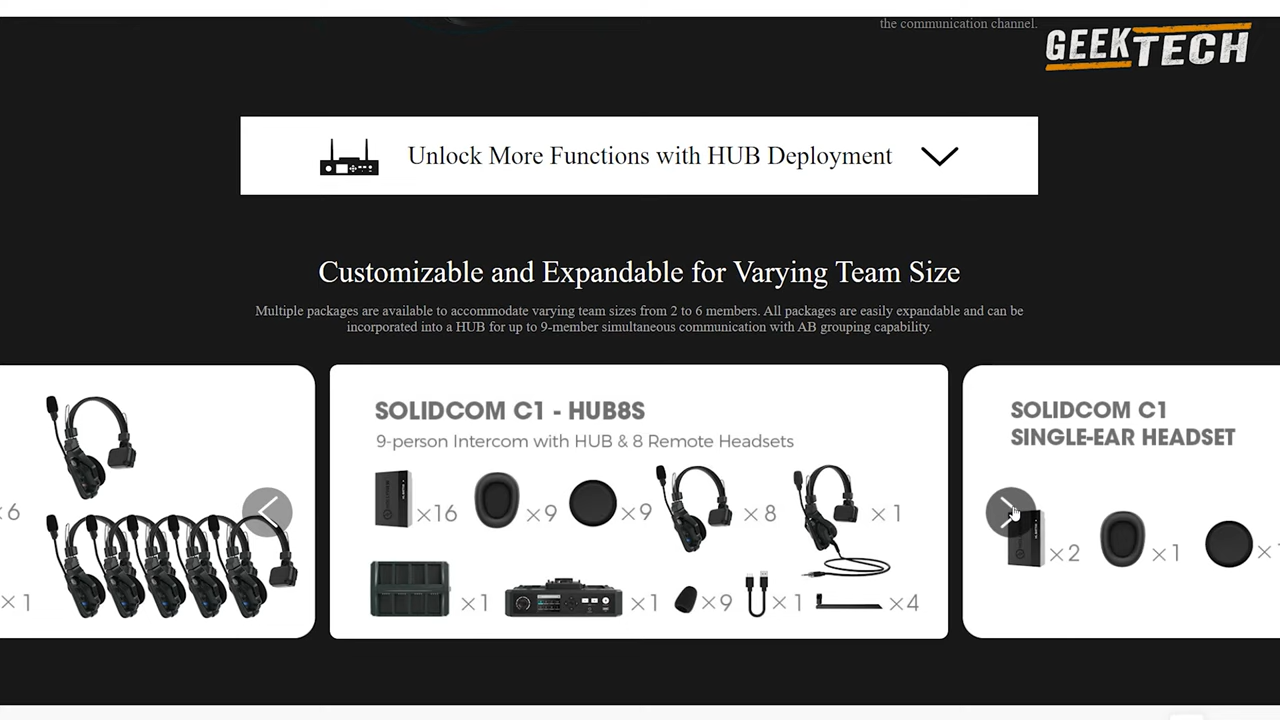 the communication channel.
GEEKTECH
Unlock More Functions with HUB Deployment
Customizable and Expandable for Varying Team Size
Multiple packages are available to accommodate varying team sizes from 2 to 6 members. All packages are easily expandable and can be
incorporated into a HUB for up to 9-member simultaneous communication with AB grouping capability.
×6
×1
SOLIDCOM C1 - HUB8S
9-person Intercom with HUB & 8 Remote Headsets
×16 ×9 ×9 ×8 ×1
×1 ×1 ×9 ×1 ×4
SOLIDCOM C1
SINGLE-EAR HEADSET
×2 ×1 ×